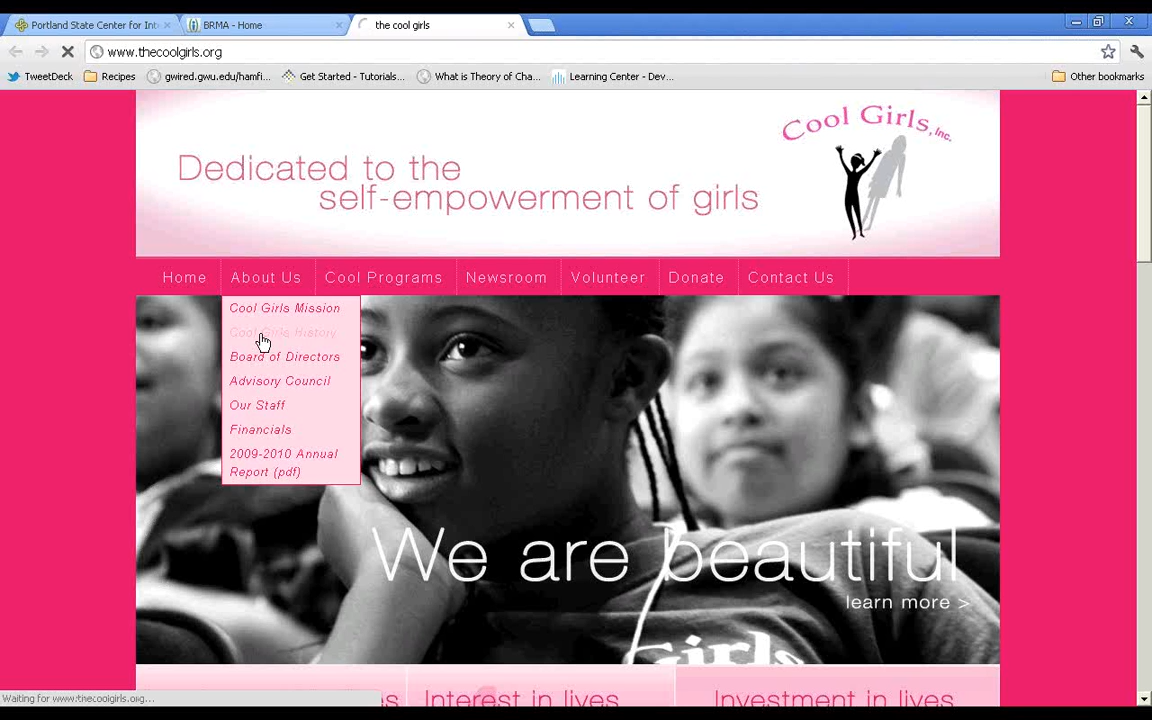 Portland State Center for Int
BRMA - Home
the cool girls
www.thecoolgirls.org
TweetDeck
Recipes
gwired.gwu.edu/hamfi...
Get Started - Tutorials...
What is Theory of Cha...
Learning Center - Dev...
Other bookmarks
Cool Girls, Inc.
Dedicated to the
self-empowerment of girls
Home
About Us
Cool Programs
Newsroom
Volunteer
Donate
Contact Us
Cool Girls Mission
Cool Girls History
Board of Directors
Advisory Council
Our Staff
Financials
2009-2010 Annual
Report (pdf)
We are beautiful
learn more >
Girls
Interest in lives
Investment in lives
Waiting for www.thecoolgirls.org...